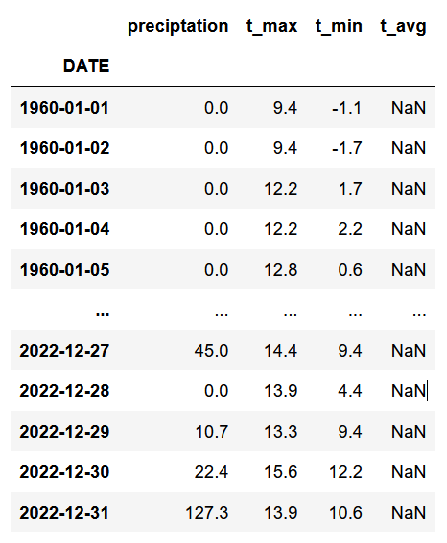 preciptation t_max t_min t_avg
DATE
1960-01-01 0.0 9.4 -1.1 NaN
1960-01-02 0.0 9.4 -1.7 NaN
1960-01-03 0.0 12.2 1.7 NaN
1960-01-04 0.0 12.2 2.2 NaN
1960-01-05 0.0 12.8 0.6 NaN
... ... ... ... ...
2022-12-27 45.0 14.4 9.4 NaN
2022-12-28 0.0 13.9 4.4 NaN
2022-12-29 10.7 13.3 9.4 NaN
2022-12-30 22.4 15.6 12.2 NaN
2022-12-31 127.3 13.9 10.6 NaN